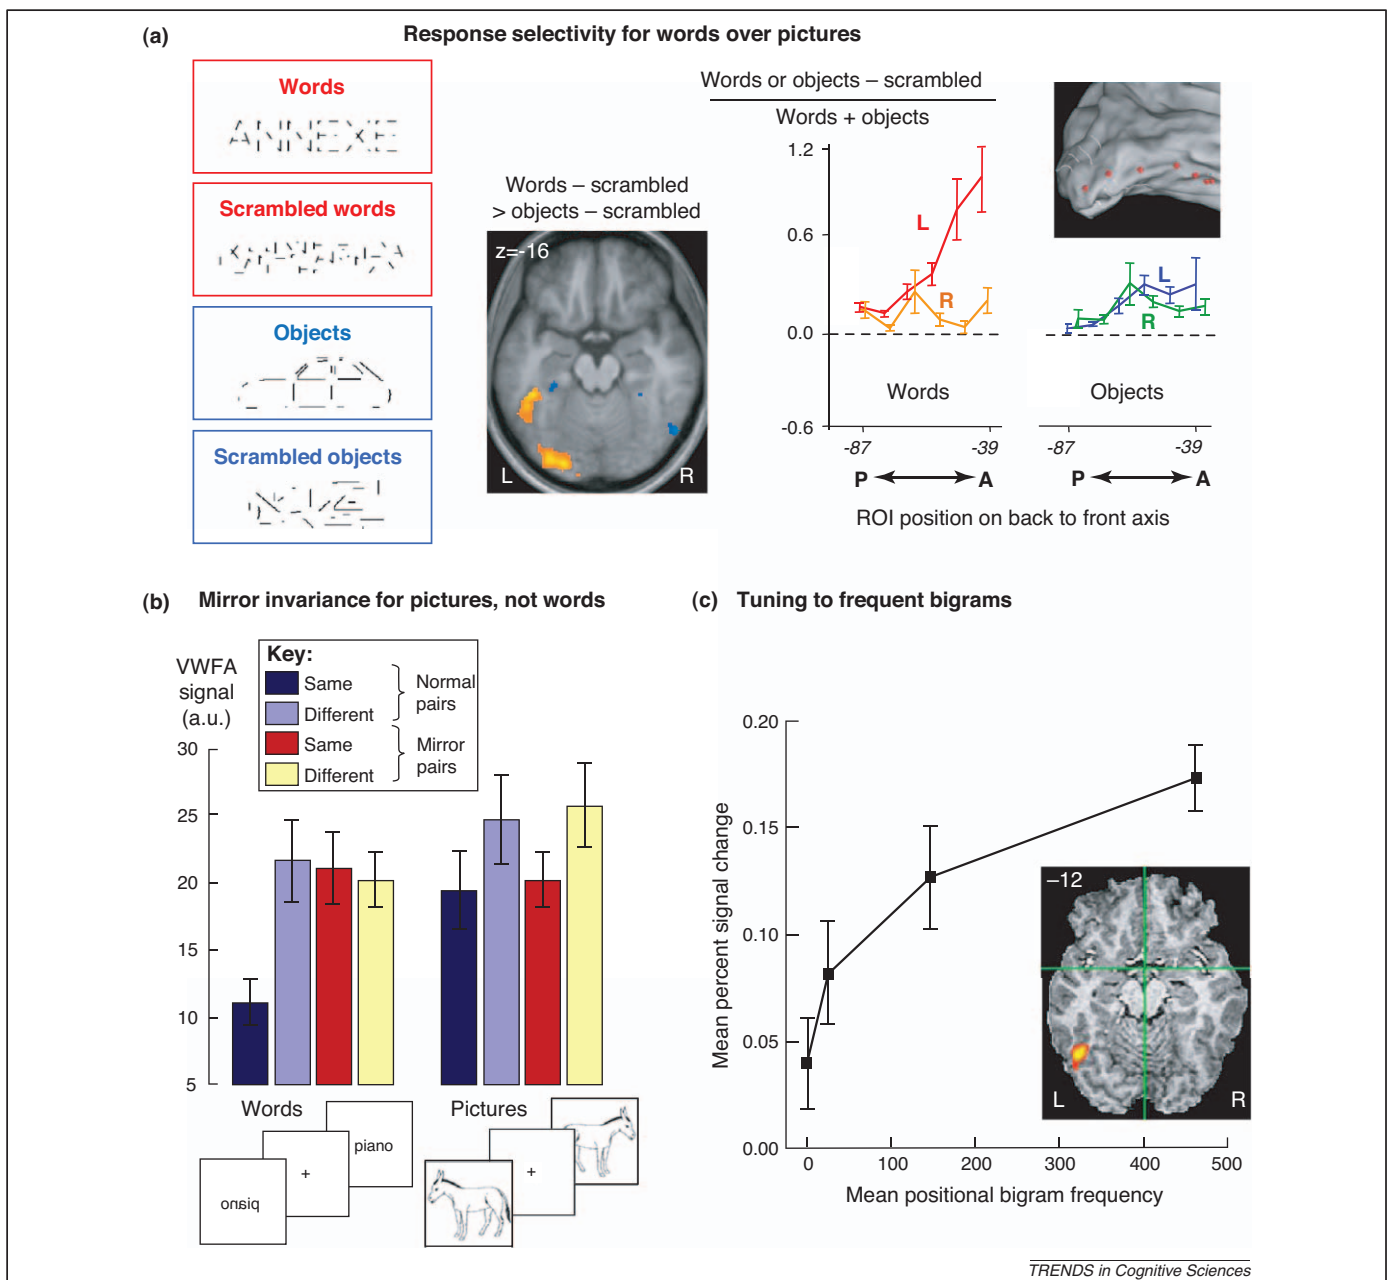 (a) Response selectivity for words over pictures
Words
ANNEXE
Scrambled words
Objects
Scrambled objects
Words – scrambled
> objects – scrambled
z=-16
L R
Words or objects – scrambled
Words + objects
1.2
0.6
0.0
-0.6
L
R
Words
-87 -39
P A
L
R
Objects
-87 -39
P A
ROI position on back to front axis
(b) Mirror invariance for pictures, not words
VWFA
signal
(a.u.)
Key:
Same
Different
Normal
pairs
Same
Different
Mirror
pairs
30
25
20
15
10
5
Words Pictures
piano
+
piano
+
(c) Tuning to frequent bigrams
Mean percent signal change
0.20
0.15
0.10
0.05
0.00
0 100 200 300 400 500
Mean positional bigram frequency
–12
L R
TRENDS in Cognitive Sciences